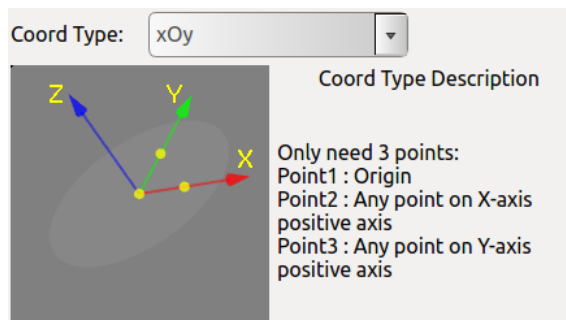 Coord Type:
xOy
Coord Type Description
Z
Y
X
Only need 3 points:
Point1 : Origin
Point2 : Any point on X-axis
positive axis
Point3 : Any point on Y-axis
positive axis